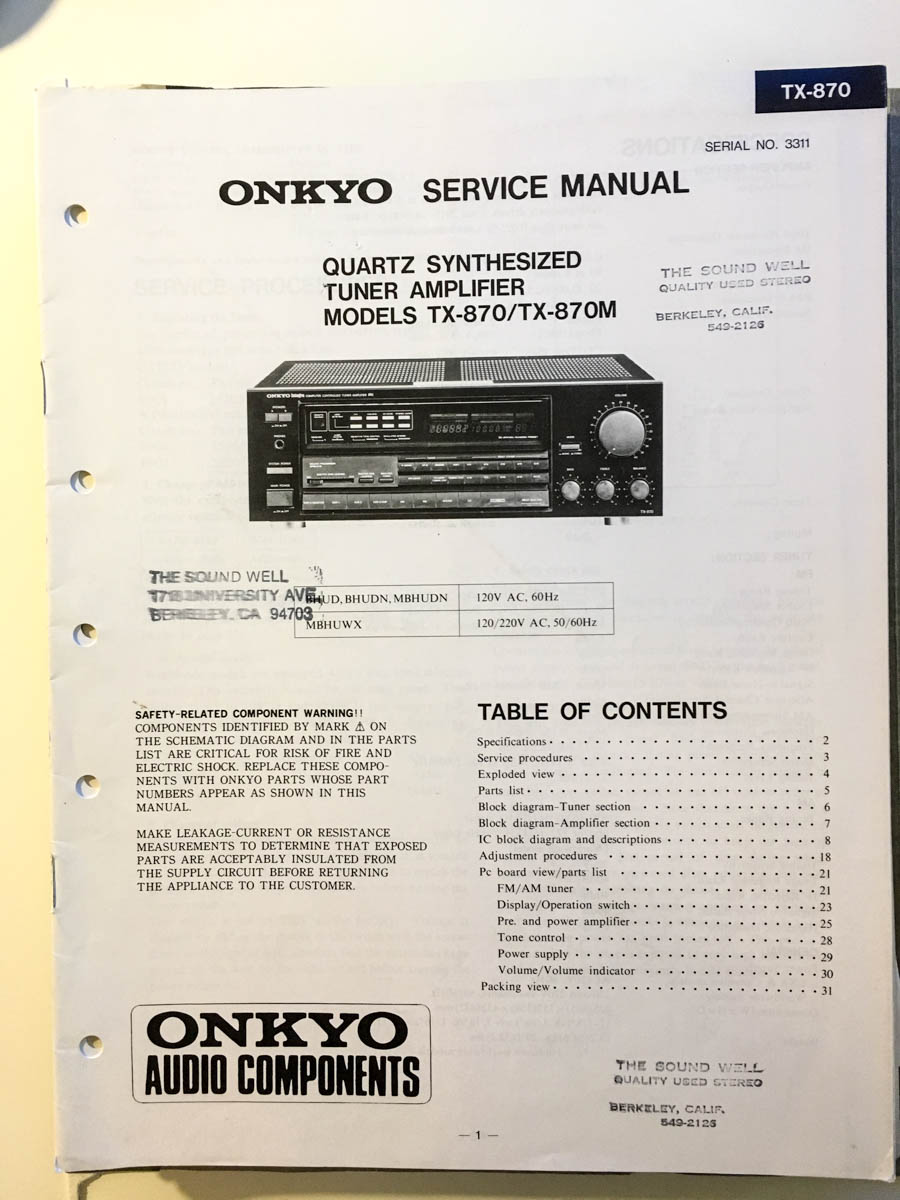 TX-870
SERIAL NO. 3311
ONKYO SERVICE MANUAL
QUARTZ SYNTHESIZED
TUNER AMPLIFIER
MODELS TX-870/TX-870M
THE SOUND WELL
QUALITY USED STEREO
BERKELEY, CALIF.
549-2126
ONKYO
VOLUME
TX-870
THE SOUND WELL
1718 UNIVERSITY AVE.
BERKELEY, CA 94703
BHUD, BHUDN, MBHUDN 120V AC, 60Hz
MBHUWX 120/220V AC, 50/60Hz
SAFETY-RELATED COMPONENT WARNING!!
COMPONENTS IDENTIFIED BY MARK ⚠ ON
THE SCHEMATIC DIAGRAM AND IN THE PARTS
LIST ARE CRITICAL FOR RISK OF FIRE AND
ELECTRIC SHOCK. REPLACE THESE COMPO-
NENTS WITH ONKYO PARTS WHOSE PART
NUMBERS APPEAR AS SHOWN IN THIS
MANUAL.
MAKE LEAKAGE-CURRENT OR RESISTANCE
MEASUREMENTS TO DETERMINE THAT EXPOSED
PARTS ARE ACCEPTABLY INSULATED FROM
THE SUPPLY CIRCUIT BEFORE RETURNING
THE APPLIANCE TO THE CUSTOMER.
TABLE OF CONTENTS
Specifications 2
Service procedures 3
Exploded view 4
Parts list 5
Block diagram-Tuner section 6
Block diagram-Amplifier section 7
IC block diagram and descriptions 8
Adjustment procedures 18
Pc board view/parts list 21
FM/AM tuner 21
Display/Operation switch 23
Pre. and power amplifier 25
Tone control 28
Power supply 29
Volume/Volume indicator 30
Packing view 31
ONKYO
AUDIO COMPONENTS
THE SOUND WELL
QUALITY USED STEREO
BERKELEY, CALIF.
549-2126
— 1 —